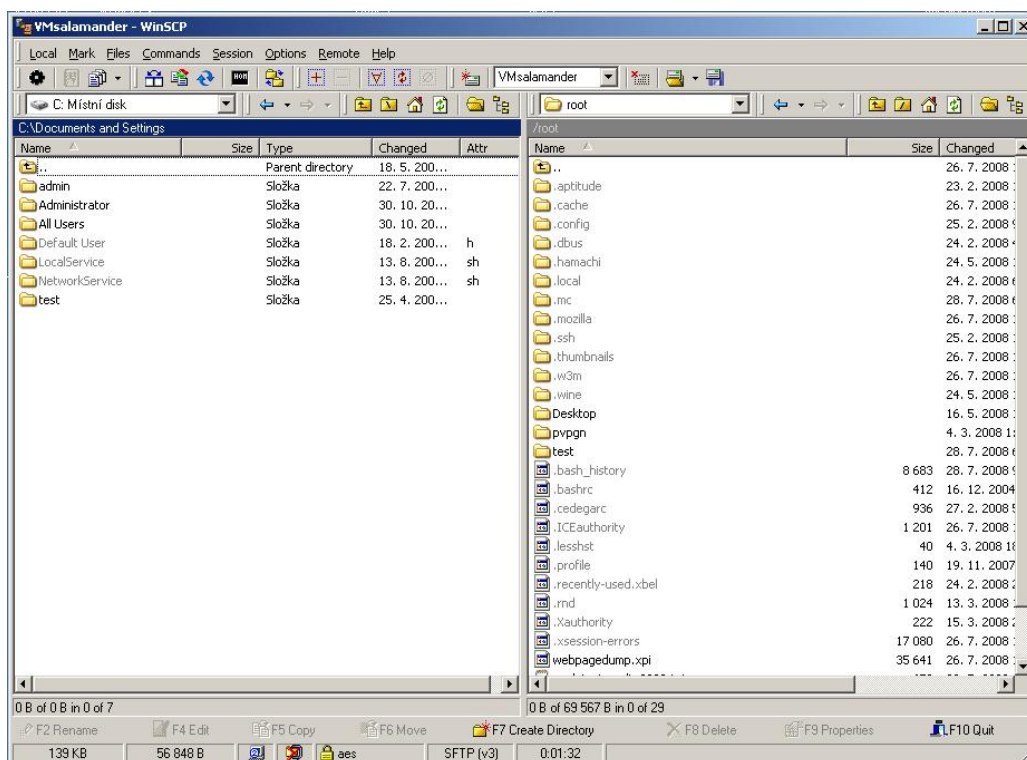 VMsalamander - WinSCP
Local Mark Files Commands Session Options Remote Help
VMsalamander
C: Místní disk
root
C:\Documents and Settings
/root
Name Size Type Changed Attr
Name Size Changed
.. Parent directory 18. 5. 200...
admin Složka 22. 7. 200...
Administrator Složka 30. 10. 20...
All Users Složka 30. 10. 20...
Default User Složka 18. 2. 200... h
LocalService Složka 13. 8. 200... sh
NetworkService Složka 13. 8. 200... sh
test Složka 25. 4. 200...
.. 26. 7. 2008
.aptitude 23. 2. 2008
.cache 26. 7. 2008
.config 25. 2. 2008
.dbus 24. 2. 2008
.hamachi 24. 5. 2008
.local 24. 2. 2008
.mc 28. 7. 2008
.mozilla 26. 7. 2008
.ssh 25. 2. 2008
.thumbnails 26. 7. 2008
.w3m 26. 7. 2008
.wine 24. 5. 2008
Desktop 16. 5. 2008
pvpgn 4. 3. 2008
test 28. 7. 2008
.bash_history 8 683 28. 7. 2008
.bashrc 412 16. 12. 2004
.cedegarc 936 27. 2. 2008
.ICEauthority 1 201 26. 7. 2008
.lesshst 40 4. 3. 2008
.profile 140 19. 11. 2007
.recently-used.xbel 218 24. 2. 2008
.rnd 1 024 13. 3. 2008
.Xauthority 222 15. 3. 2008
.xsession-errors 17 080 26. 7. 2008
webpagedump.xpi 35 641 26. 7. 2008
0 B of 0 B in 0 of 7
0 B of 69 567 B in 0 of 29
F2 Rename F4 Edit F5 Copy F6 Move F7 Create Directory F8 Delete F9 Properties F10 Quit
139 KB 56 848 B aes SFTP (v3) 0:01:32